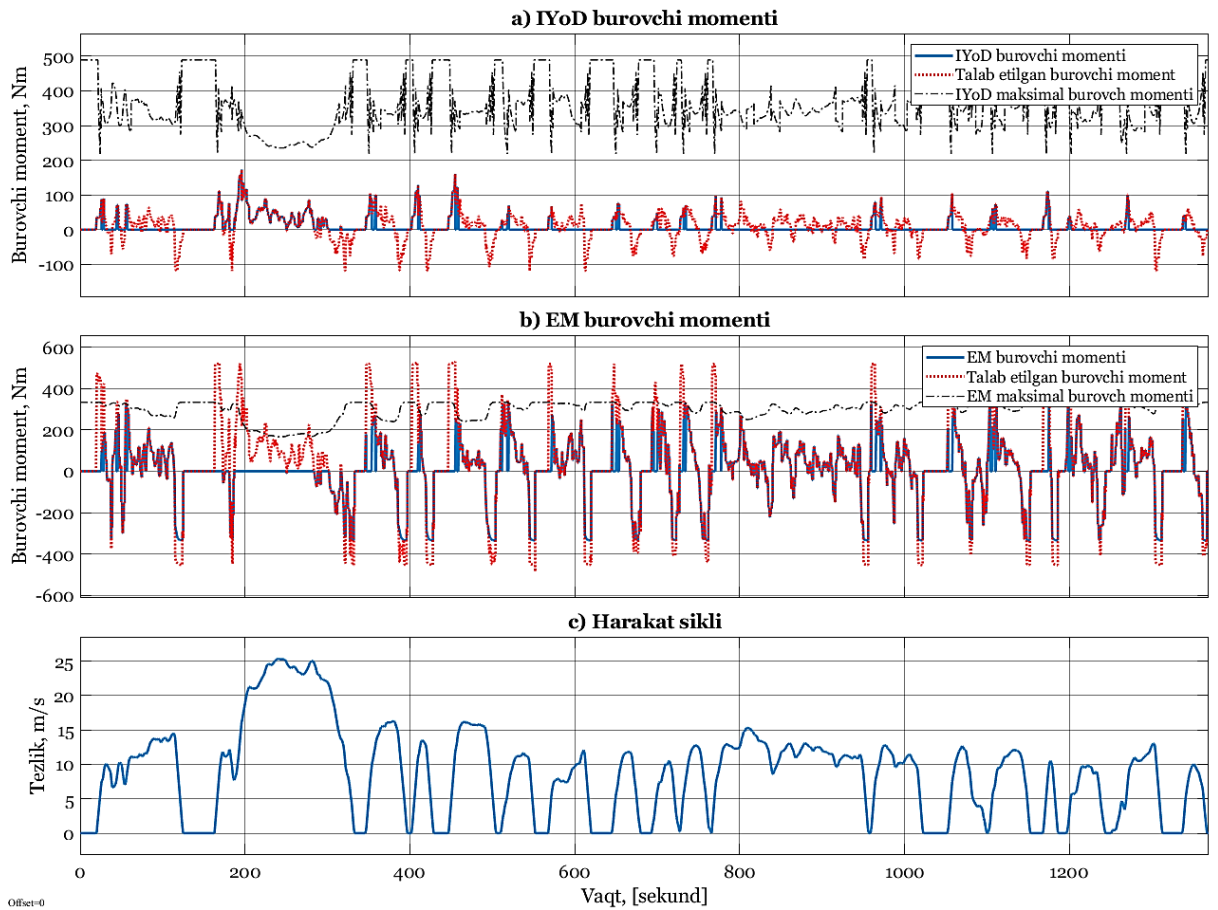 a) IYoD burovchi momenti
Burovchi moment, Nm
500
400
300
200
100
0
-100
IYoD burovchi momenti
Talab etilgan burovchi moment
IYoD maksimal burovch momenti
b) EM burovchi momenti
Burovchi moment, Nm
600
400
200
0
-200
-400
-600
EM burovchi momenti
Talab etilgan burovchi moment
EM maksimal burovch momenti
c) Harakat sikli
Tezlik, m/s
25
20
15
10
5
0
0 200 400 600 800 1000 1200
Vaqt, [sekund]
Offset=0